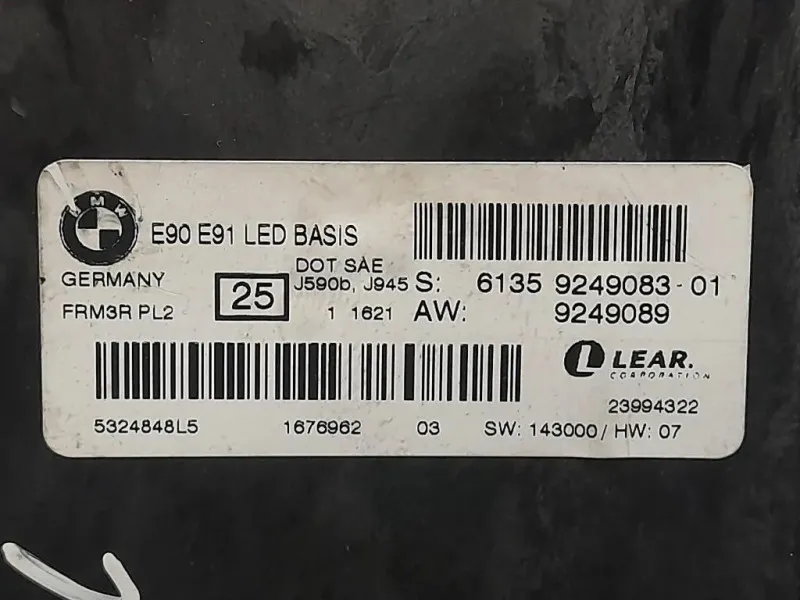 BMW
E90 E91 LED BASIS
DOT SAE
GERMANY
25
J590b, J945
S: 6135 9249083-01
FRM3R PL2
1 1621
AW: 9249089
LEAR.
CORPORATION
23994322
5324848L5 1676962 03 SW: 143000/HW: 07